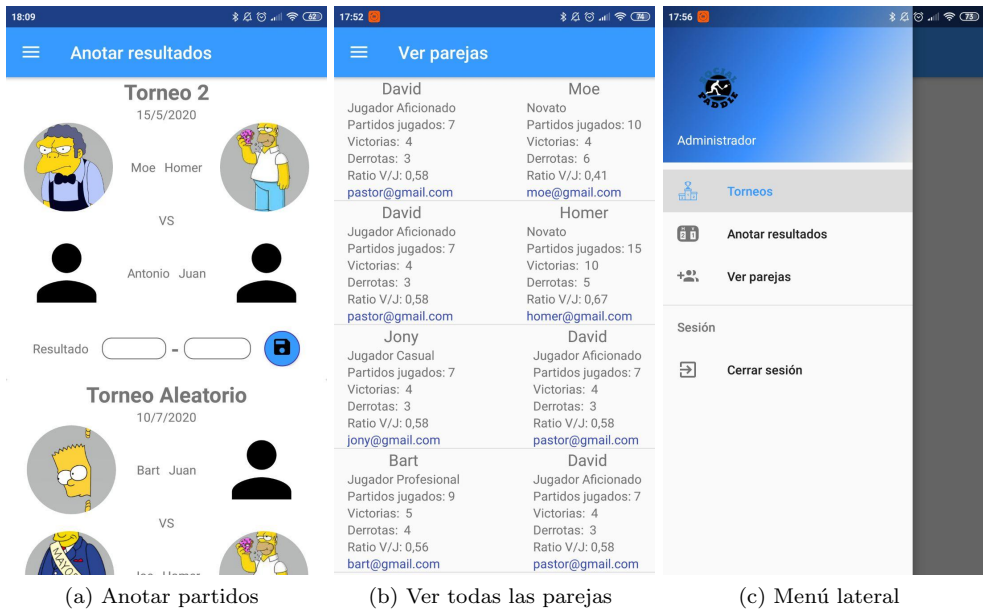 18:09
62
Anotar resultados
Torneo 2
15/5/2020
Moe Homer
VS
Antonio Juan
Resultado -
Torneo Aleatorio
10/7/2020
Bart Juan
VS
MAYO
(a) Anotar partidos
17:52
74
Ver parejas
David
Jugador Aficionado
Partidos jugados: 7
Victorias: 4
Derrotas: 3
Ratio V/J: 0,58
pastor@gmail.com
Moe
Novato
Partidos jugados: 10
Victorias: 4
Derrotas: 6
Ratio V/J: 0,41
moe@gmail.com
David
Jugador Aficionado
Partidos jugados: 7
Victorias: 4
Derrotas: 3
Ratio V/J: 0,58
pastor@gmail.com
Homer
Novato
Partidos jugados: 15
Victorias: 10
Derrotas: 5
Ratio V/J: 0,67
homer@gmail.com
Jony
Jugador Casual
Partidos jugados: 7
Victorias: 4
Derrotas: 3
Ratio V/J: 0,58
jony@gmail.com
David
Jugador Aficionado
Partidos jugados: 7
Victorias: 4
Derrotas: 3
Ratio V/J: 0,58
pastor@gmail.com
Bart
Jugador Profesional
Partidos jugados: 9
Victorias: 5
Derrotas: 4
Ratio V/J: 0,56
bart@gmail.com
David
Jugador Aficionado
Partidos jugados: 7
Victorias: 4
Derrotas: 3
Ratio V/J: 0,58
pastor@gmail.com
(b) Ver todas las parejas
17:56
73
SOCIAL
PADDLE
Administrador
Torneos
Anotar resultados
Ver parejas
Sesión
Cerrar sesión
(c) Menú lateral